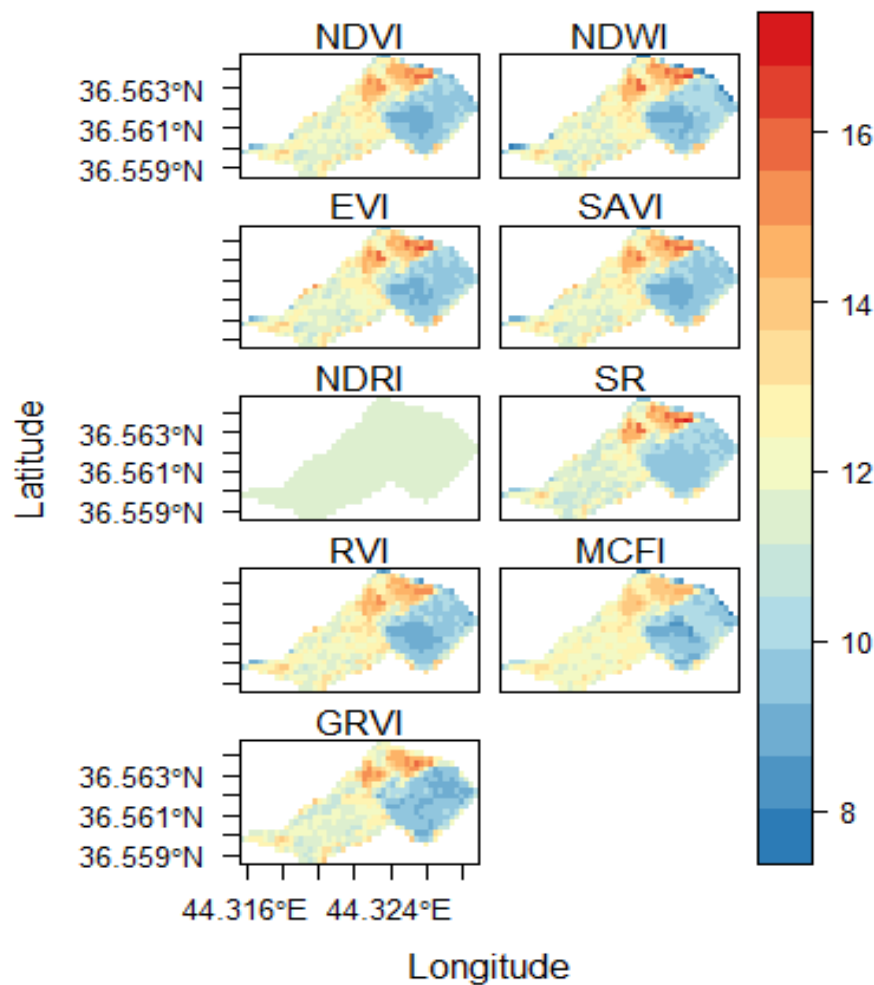 NDVI NDWI
36.563°N
36.561°N
36.559°N
16
EVI SAVI
14
NDRI SR
36.563°N
36.561°N
36.559°N
12
Latitude
RVI MCFI
10
GRVI
36.563°N
36.561°N
36.559°N
8
44.316°E 44.324°E
Longitude